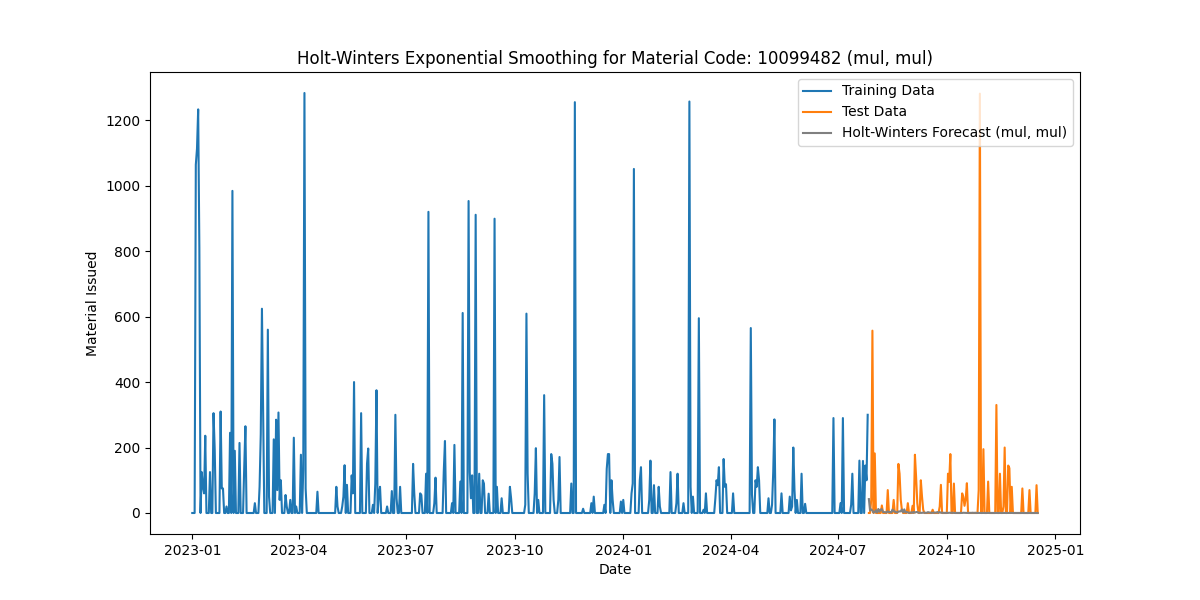 Holt-Winters Exponential Smoothing for Material Code: 10099482 (mul, mul)
Training Data
Test Data
Holt-Winters Forecast (mul, mul)
Material Issued
1200
1000
800
600
400
200
0
2023-01 2023-04 2023-07 2023-10 2024-01 2024-04 2024-07 2024-10 2025-01
Date